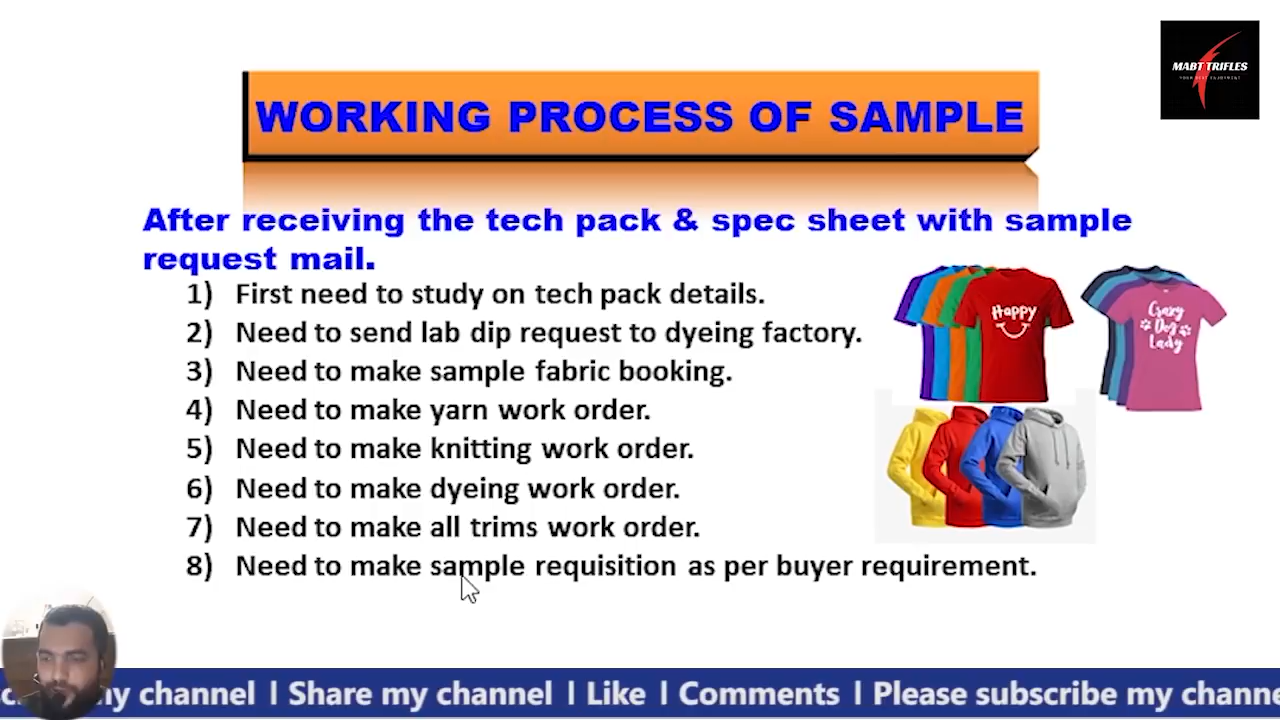 MABT TRIFLES
YOUR BEST ENJOYMENT
WORKING PROCESS OF SAMPLE
After receiving the tech pack & spec sheet with sample
request mail.
1) First need to study on tech pack details.
2) Need to send lab dip request to dyeing factory.
3) Need to make sample fabric booking.
4) Need to make yarn work order.
5) Need to make knitting work order.
6) Need to make dyeing work order.
7) Need to make all trims work order.
8) Need to make sample requisition as per buyer requirement.
Happy
Crazy
Dog
Lady
my channel l Share my channel l Like l Comments l Please subscribe my